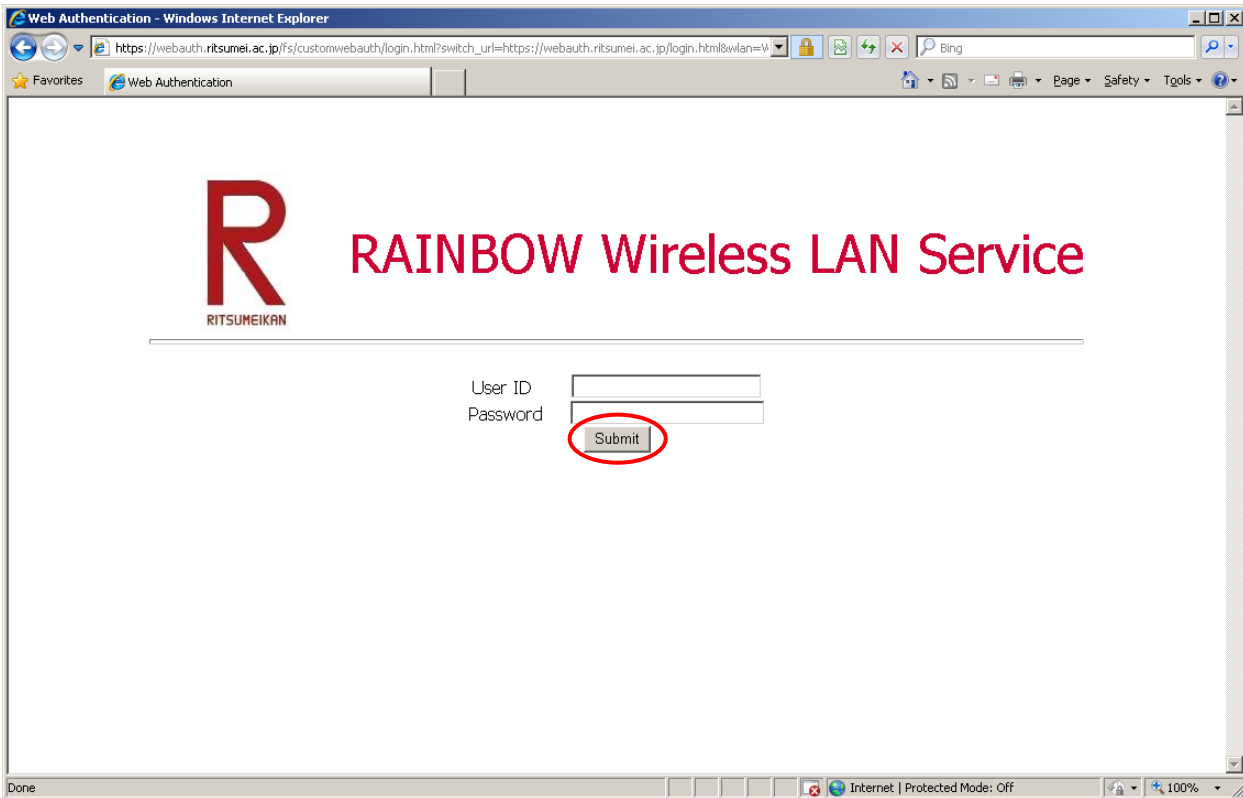 Web Authentication - Windows Internet Explorer
https://webauth.ritsumei.ac.jp/fs/customwebauth/login.html?switch_url=https://webauth.ritsumei.ac.jp/login.html&wlan=
Bing
Favorites
Web Authentication
Page
Safety
Tools
R
RITSUMEIKAN
RAINBOW Wireless LAN Service
User ID
Password
Submit
Done
Internet | Protected Mode: Off
100%